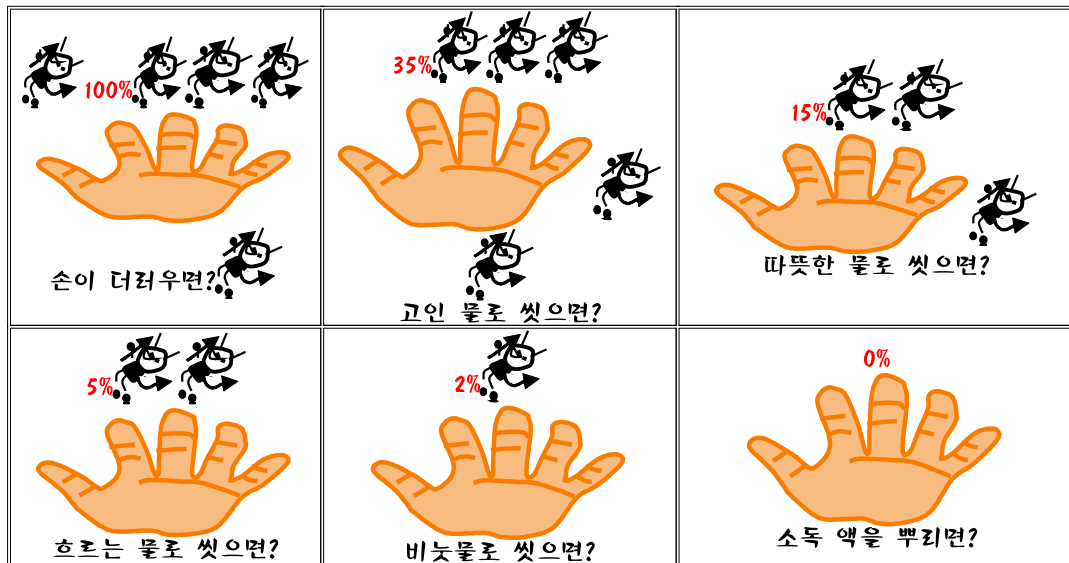 100%
손이 더러우면?
35%
고인 물로 씻으면?
15%
따뜻한 물로 씻으면?
5%
흐르는 물로 씻으면?
2%
비눗물로 씻으면?
0%
소독 액을 뿌리면?